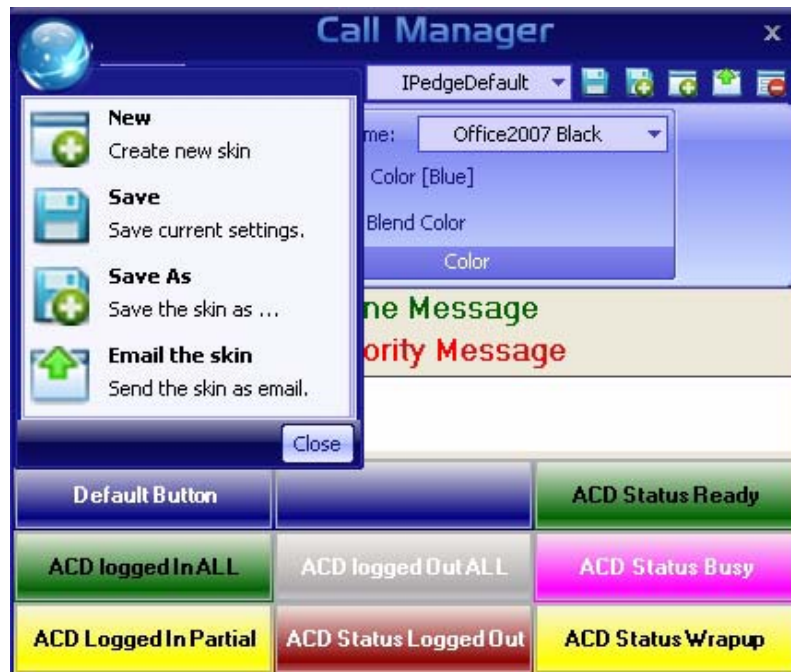 Call Manager
x
IPedgeDefault
New
Create new skin
Save
Save current settings.
Save As
Save the skin as ...
Email the skin
Send the skin as email.
Close
me:
Office2007 Black
Color [Blue]
Blend Color
Color
ne Message
ority Message
Default Button
ACD Status Ready
ACD logged In ALL
ACD logged Out ALL
ACD Status Busy
ACD Logged In Partial
ACD Status Logged Out
ACD Status Wrapup